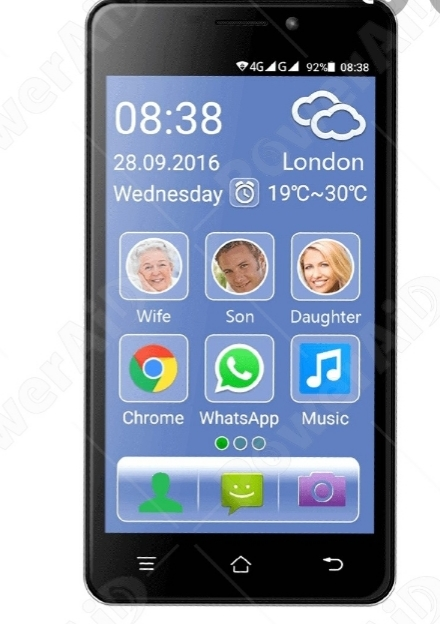 4G G 92% 08:38
08:38
28.09.2016 London
Wednesday 19℃~30℃
Wife Son Daughter
Chrome WhatsApp Music
PowerAiD